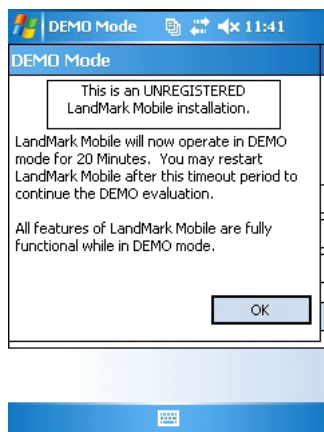 DEMO Mode 11:41
DEMO Mode
This is an UNREGISTERED
LandMark Mobile installation.
LandMark Mobile will now operate in DEMO
mode for 20 Minutes. You may restart
LandMark Mobile after this timeout period to
continue the DEMO evaluation.
All features of LandMark Mobile are fully
functional while in DEMO mode.
OK